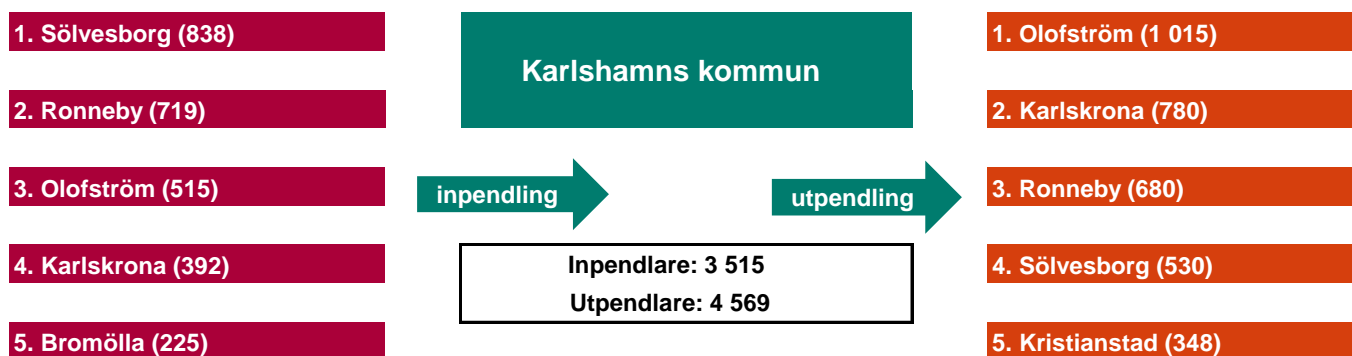 1. Sölvesborg (838)
2. Ronneby (719)
3. Olofström (515)
4. Karlskrona (392)
5. Bromölla (225)
Karlshamns kommun
inpendling
utpendling
Inpendlare: 3 515
Utpendlare: 4 569
1. Olofström (1 015)
2. Karlskrona (780)
3. Ronneby (680)
4. Sölvesborg (530)
5. Kristianstad (348)